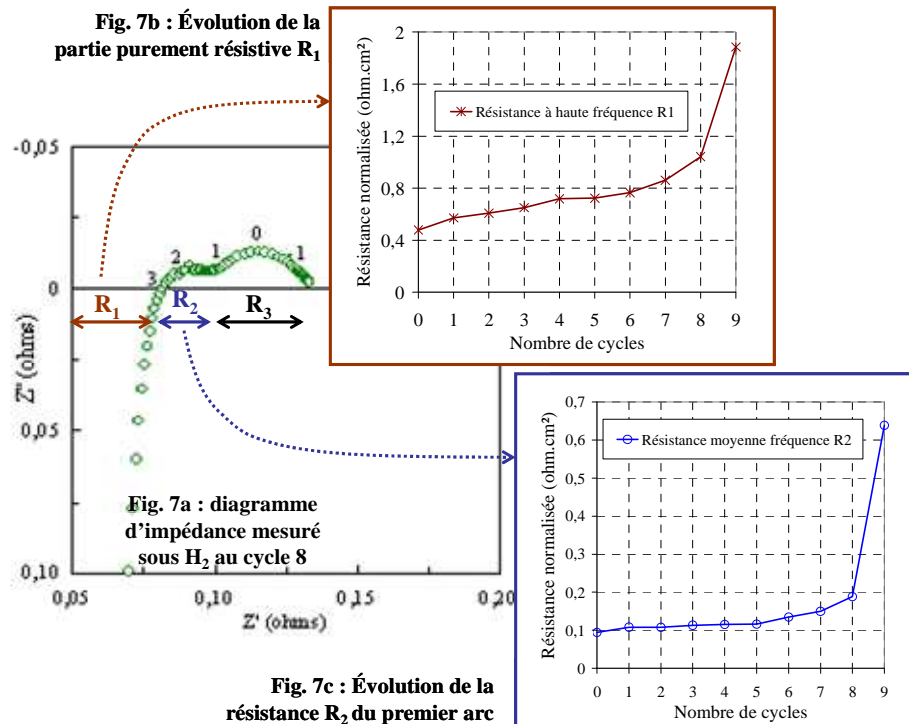 Fig. 7b : Évolution de la
partie purement résistive R1
2
1,6
1,2
0,8
0,4
0
Résistance normalisée (ohm.cm²)
Résistance à haute fréquence R1
0 1 2 3 4 5 6 7 8 9
Nombre de cycles
-0,05
0
0,05
0,10
Z'' (ohms)
3 2 1 0 -1
R1 R2 R3
Fig. 7a : diagramme
d'impédance mesuré
sous H2 au cycle 8
0,05 0,10 0,15 0,20
Z' (ohms)
0,7
0,6
0,5
0,4
0,3
0,2
0,1
0
Résistance normalisée (ohm.cm²)
Résistance moyenne fréquence R2
0 1 2 3 4 5 6 7 8 9
Nombre de cycles
Fig. 7c : Évolution de la
résistance R2 du premier arc